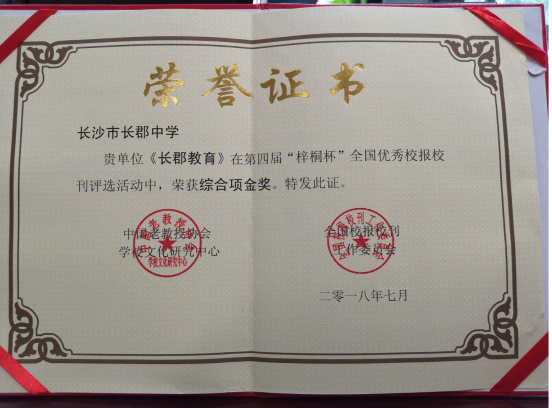 荣誉证书
长沙市长郡中学
贵单位《长郡教育》在第四届“梓桐杯”全国优秀校报校
刊评选活动中，荣获综合项金奖。特发此证。
中国老教授协会
学校文化研究中心
全国校报校刊
工作委员会
二零一八年七月